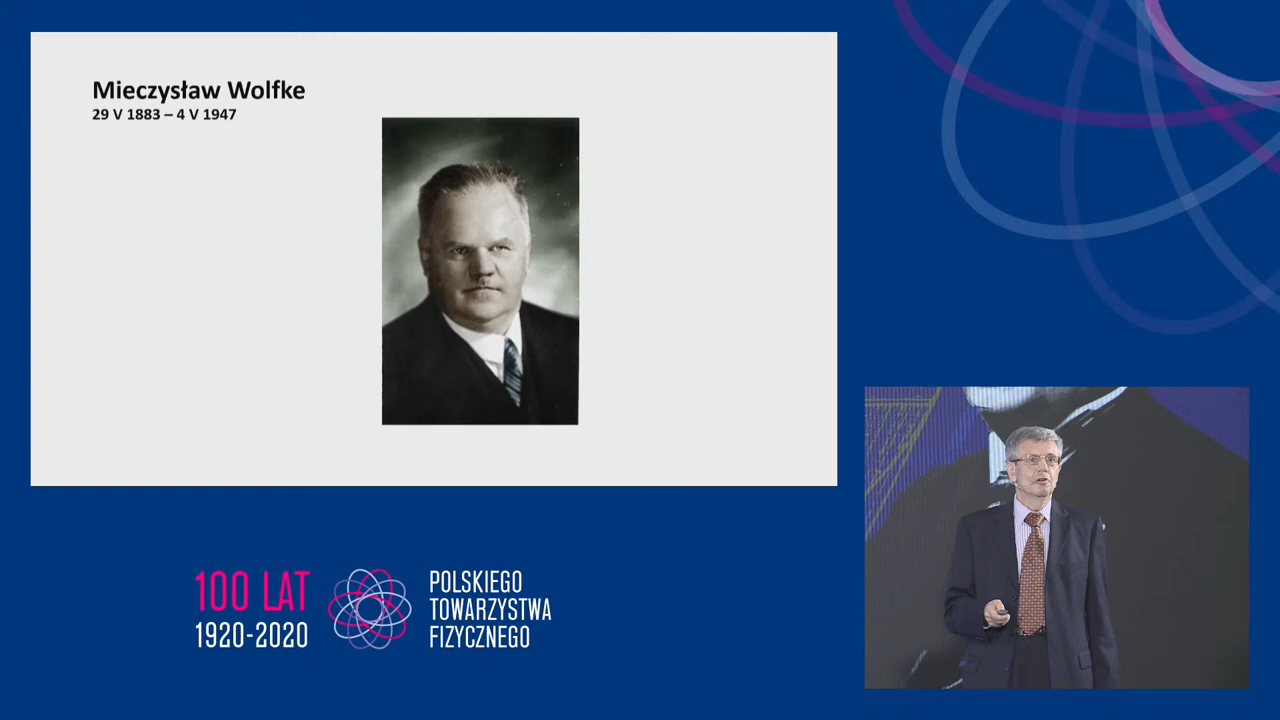 Mieczysław Wolfke
29 V 1883 – 4 V 1947
100 LAT
1920-2020
POLSKIEGO
TOWARZYSTWA
FIZYCZNEGO